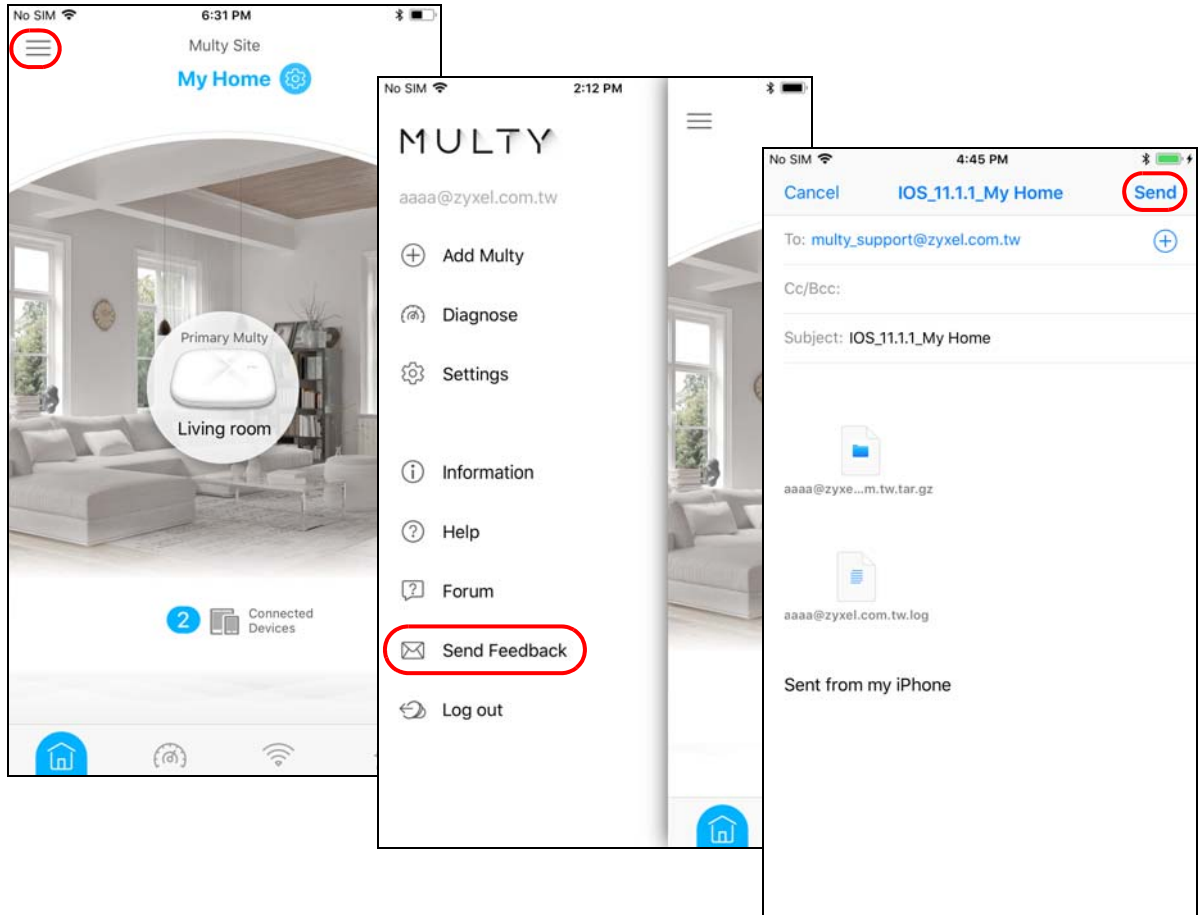 No SIM 6:31 PM
Multy Site
My Home
Primary Multy
Living room
2 Connected
Devices
No SIM 2:12 PM
MULTY
aaaa@zyxel.com.tw
Add Multy
Diagnose
Settings
Information
Help
Forum
Send Feedback
Log out
No SIM 4:45 PM
Cancel IOS_11.1.1_My Home Send
To: multy_support@zyxel.com.tw
Cc/Bcc:
Subject: IOS_11.1.1_My Home
aaaa@zyxe...m.tw.tar.gz
aaaa@zyxel.com.tw.log
Sent from my iPhone